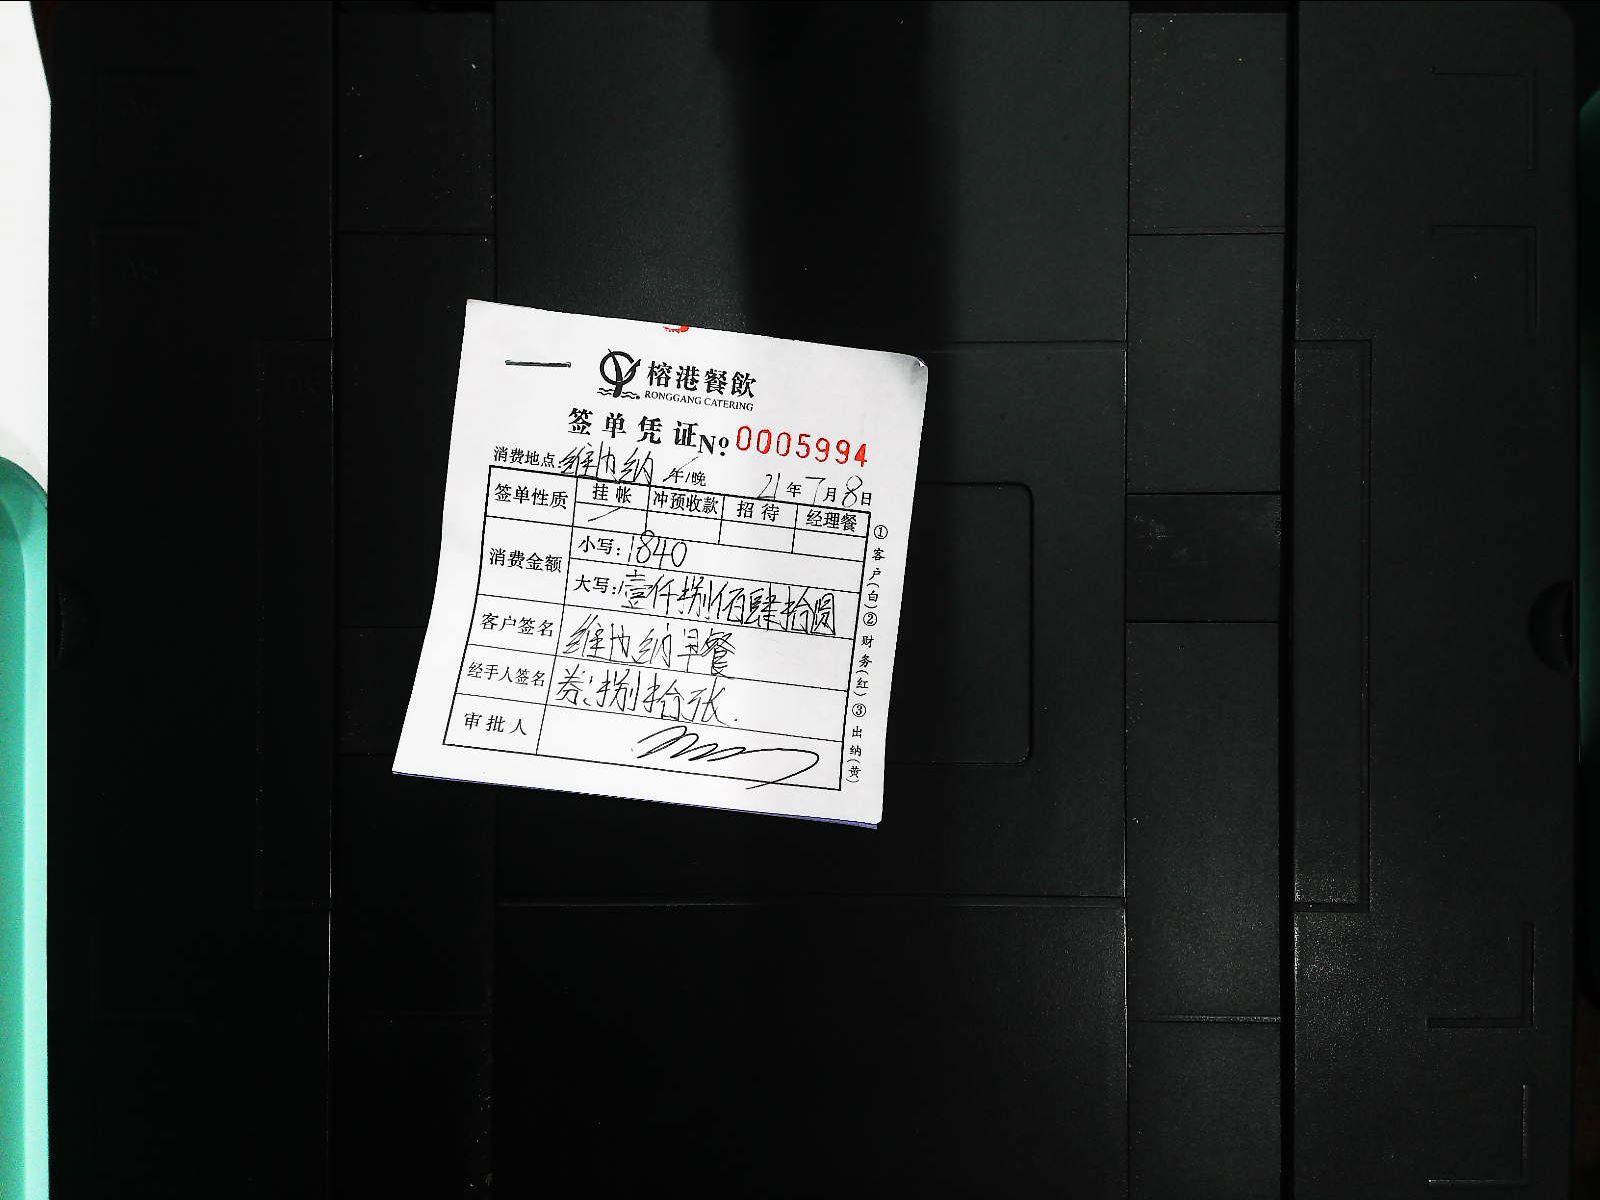 榕港餐飲
RONGGANG CATERING
签单凭证 No: 0005994
消费地点: 维也纳 午/晚 21年7月8日
签单性质 挂帐 冲预收款 招待 经理餐
消费金额 小写: 1840
大写: 壹仟捌佰肆拾圆
客户签名 维也纳早餐
经手人签名 券:捌拾张.
审批人
①客户(白)②财务(红)③出纳(黄)